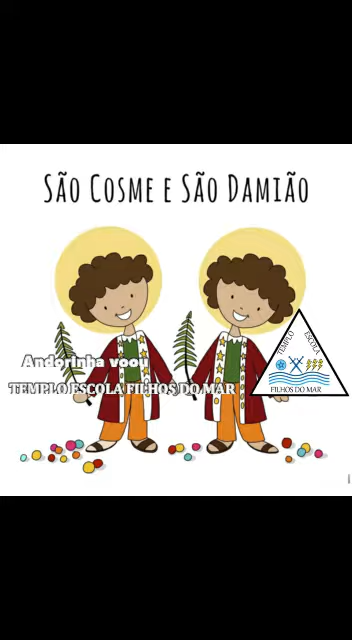 SÃO COSME E SÃO DAMIÃO
Andorinha voou
TEMPLO ESCOLA FILHOS DO MAR
TEMPLO
ESCOLA
FILHOS DO MAR